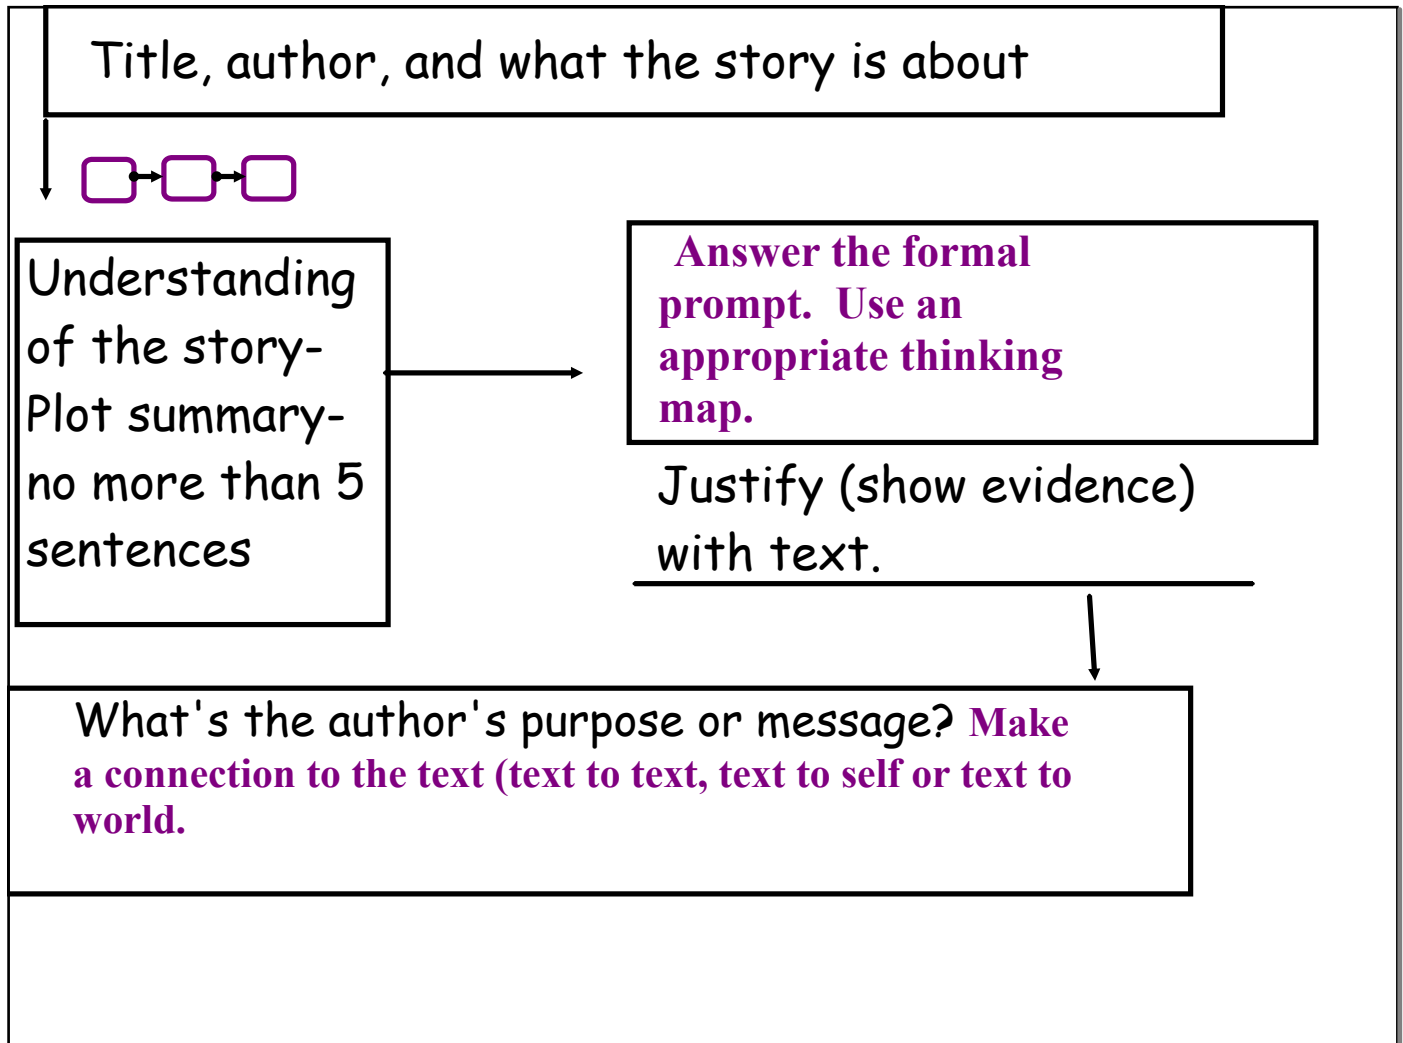 Title, author, and what the story is about
Understanding
of the story-
Plot summary-
no more than 5
sentences
Answer the formal
prompt.  Use an
appropriate thinking
map.
Justify (show evidence)
with text.
What's the author's purpose or message? Make
a connection to the text (text to text, text to self or text to
world.